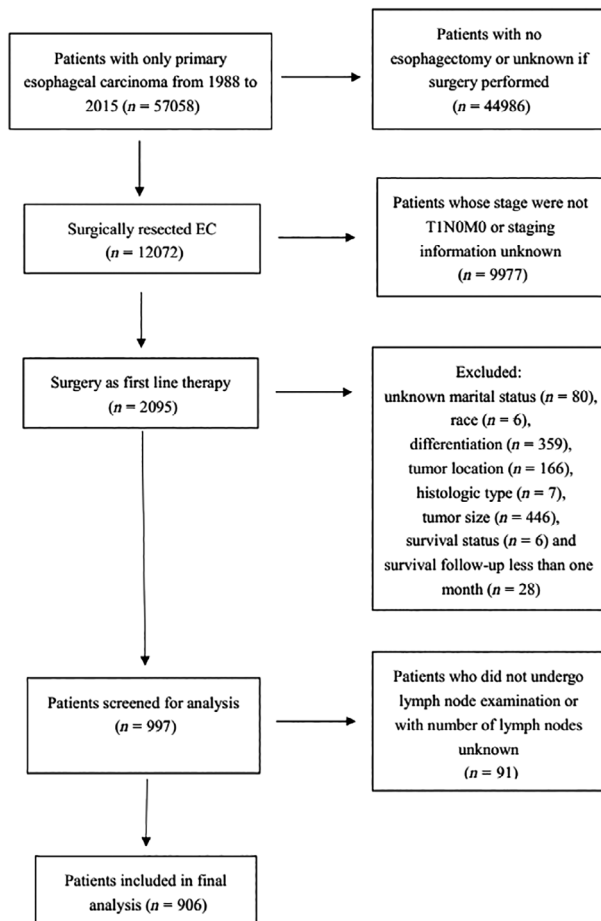 Patients with only primary
esophageal carcinoma from 1988 to
2015 (n = 57058)
Patients with no
esophagectomy or unknown if
surgery performed
(n = 44986)
Surgically resected EC
(n = 12072)
Patients whose stage were not
T1N0M0 or staging
information unknown
(n = 9977)
Surgery as first line therapy
(n = 2095)
Excluded:
unknown marital status (n = 80),
race (n = 6),
differentiation (n = 359),
tumor location (n = 166),
histologic type (n = 7),
tumor size (n = 446),
survival status (n = 6) and
survival follow-up less than one
month (n = 28)
Patients screened for analysis
(n = 997)
Patients who did not undergo
lymph node examination or
with number of lymph nodes
unknown
(n = 91)
Patients included in final
analysis (n = 906)